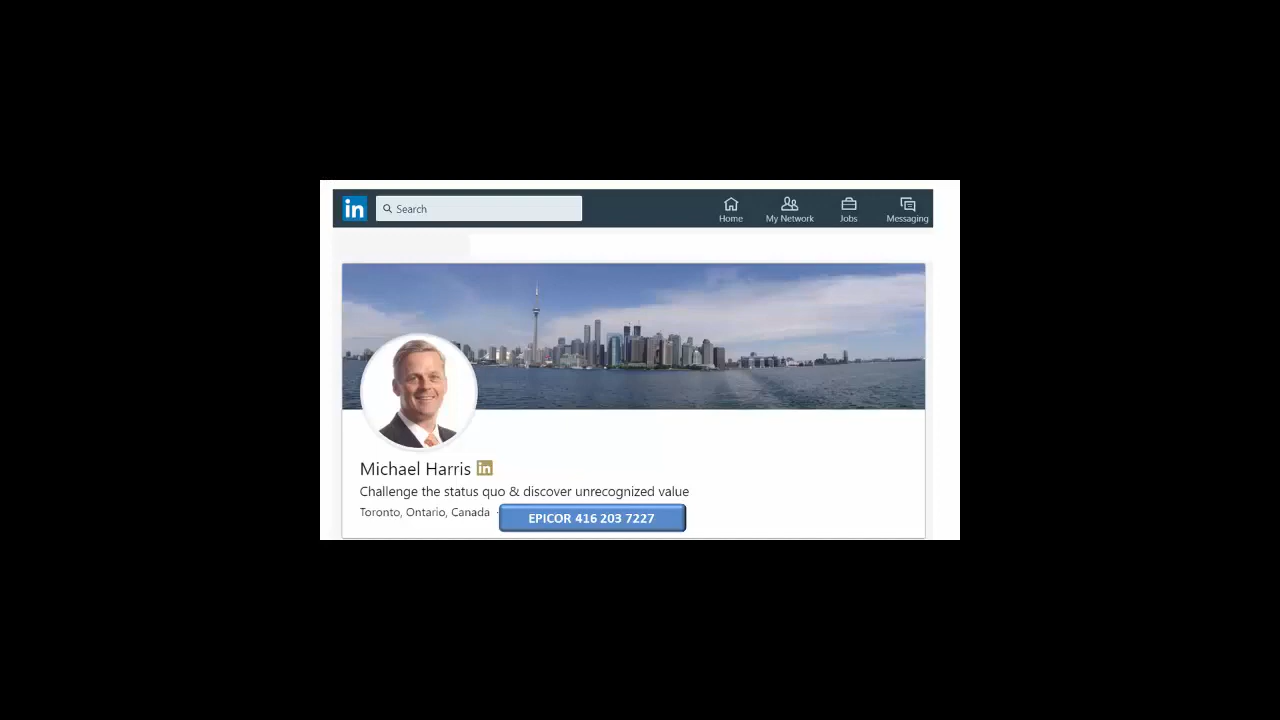 in Search Home My Network Jobs Messaging
Michael Harris in
Challenge the status quo & discover unrecognized value
Toronto, Ontario, Canada ·
EPICOR 416 203 7227